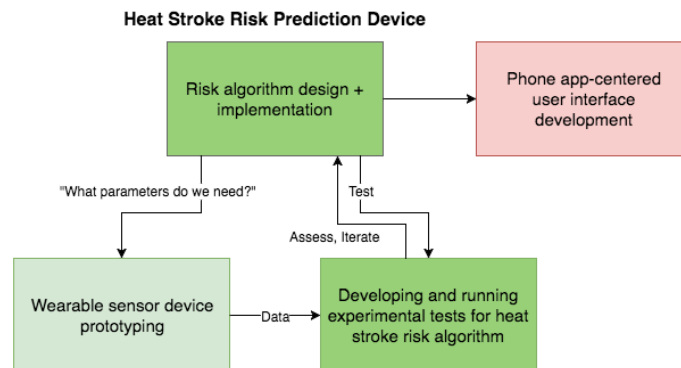 Heat Stroke Risk Prediction Device
Risk algorithm design +
implementation
Phone app-centered
user interface
development
"What parameters do we need?"
Test
Assess, Iterate
Wearable sensor device
prototyping
Data
Developing and running
experimental tests for heat
stroke risk algorithm